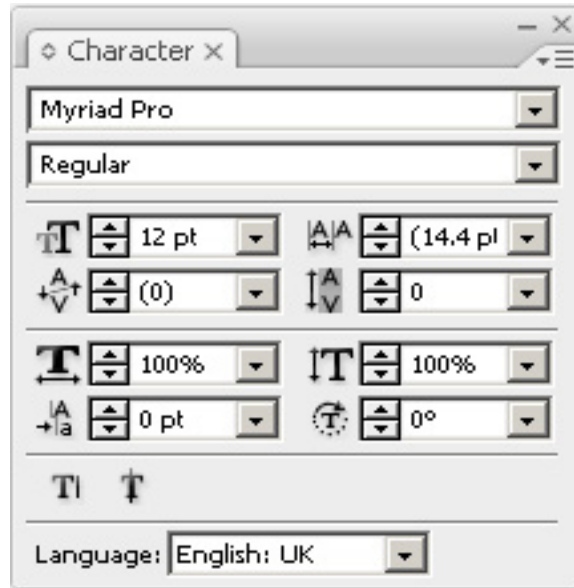 Character
Myriad Pro
Regular
12 pt (14.4 pt
(0) 0
100% 100%
0 pt 0°
Language: English: UK